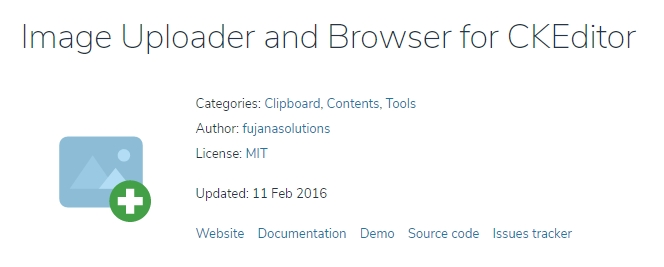 Image Uploader and Browser for CKEditor
Categories: Clipboard, Contents, Tools
Author: fujanasolutions
License: MIT
Updated: 11 Feb 2016
Website Documentation Demo Source code Issues tracker